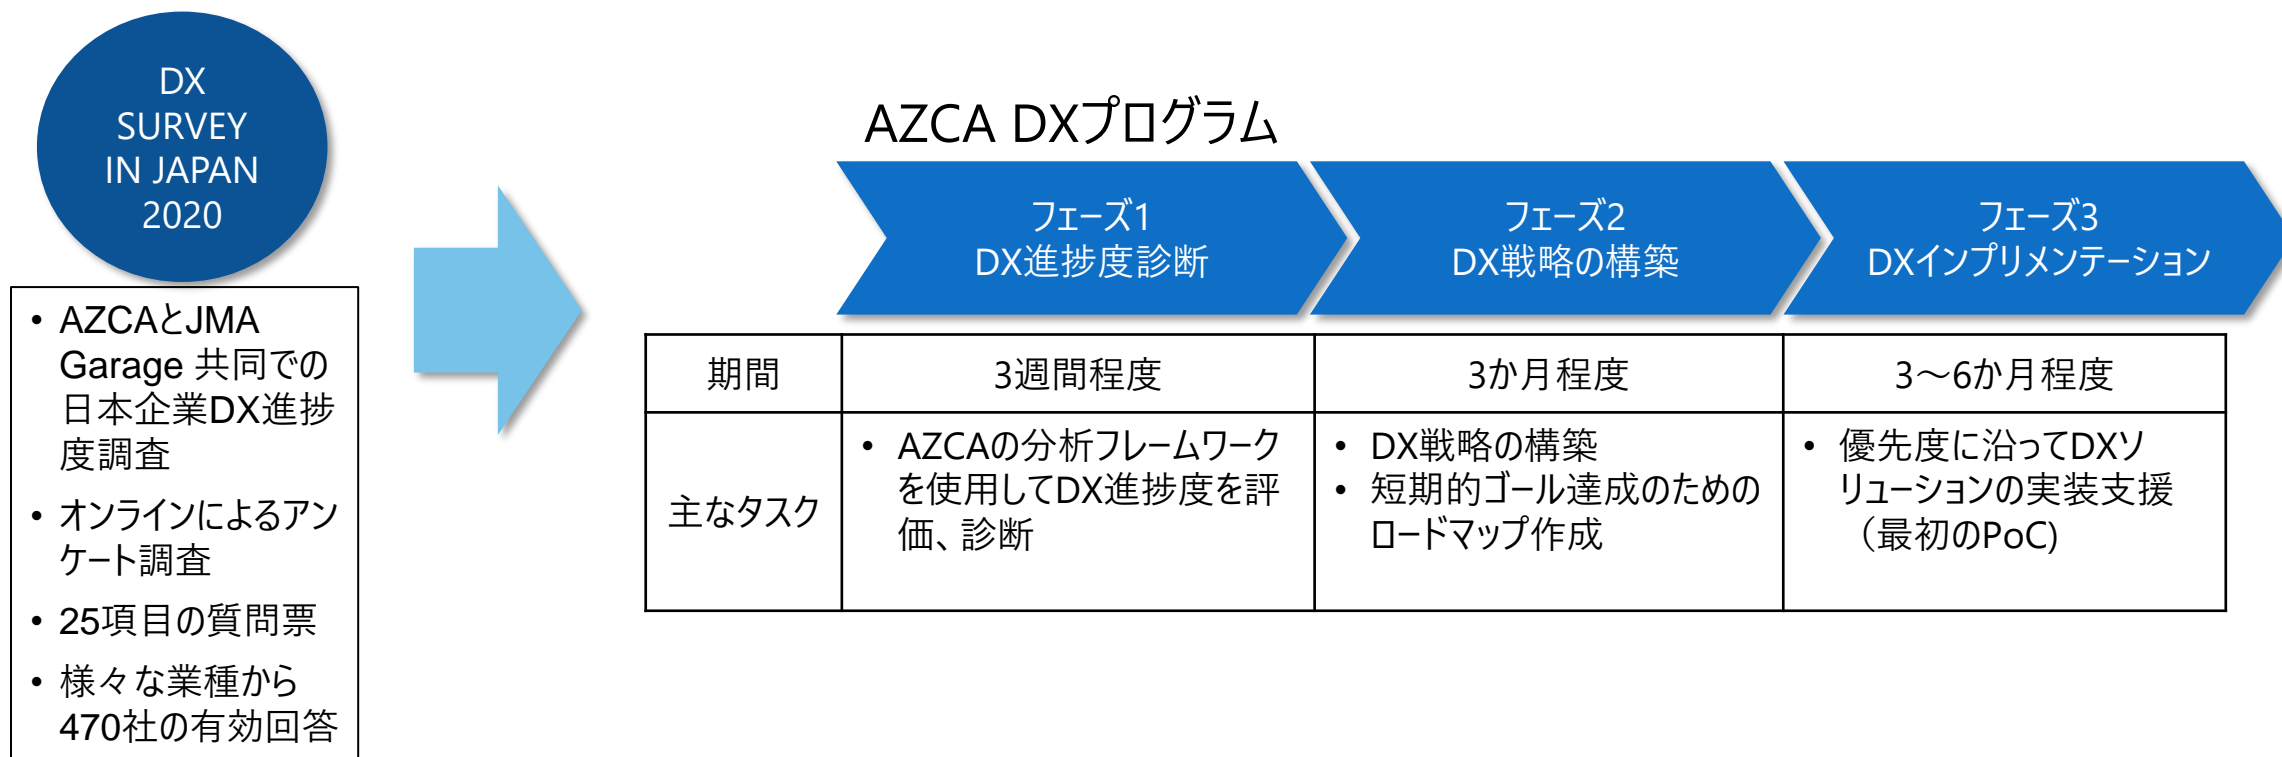 DX
SURVEY
IN JAPAN
2020
• AZCAとJMA
Garage 共同での
日本企業DX進捗
度調査
• オンラインによるアン
ケート調査
• 25項目の質問票
• 様々な業種から
470社の有効回答
AZCA DXプログラム
フェーズ1
DX進捗度診断
フェーズ2
DX戦略の構築
フェーズ3
DXインプリメンテーション
期間
3週間程度
3か月程度
3～6か月程度
主なタスク
• AZCAの分析フレームワーク
を使用してDX進捗度を評
価、診断
• DX戦略の構築
• 短期的ゴール達成のための
ロードマップ作成
• 優先度に沿ってDXソ
リューションの実装支援
（最初のPoC)